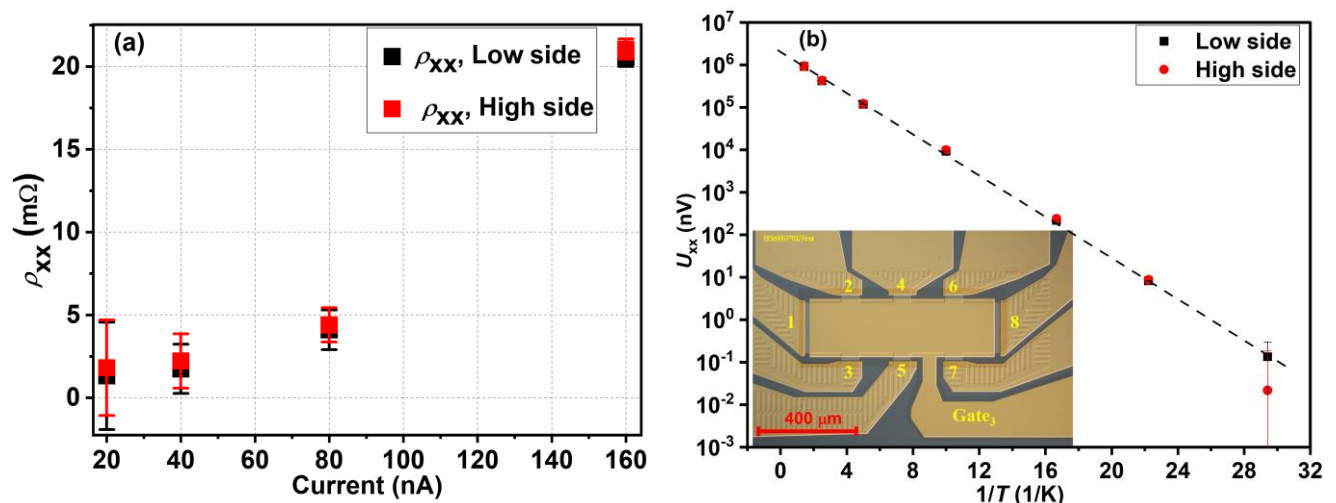 (a)
ρxx, Low side
ρxx, High side
20
15
10
5
0
ρxx (mΩ)
20 40 60 80 100 120 140 160
Current (nA)
(b)
Low side
High side
10^7
10^6
10^5
10^4
10^3
10^2
10^1
10^0
10^-1
10^-2
10^-3
Uxx (nV)
2 4 6
1 8
3 5 7
Gate3
400 μm
0 4 8 12 16 20 24 28 32
1/T (1/K)